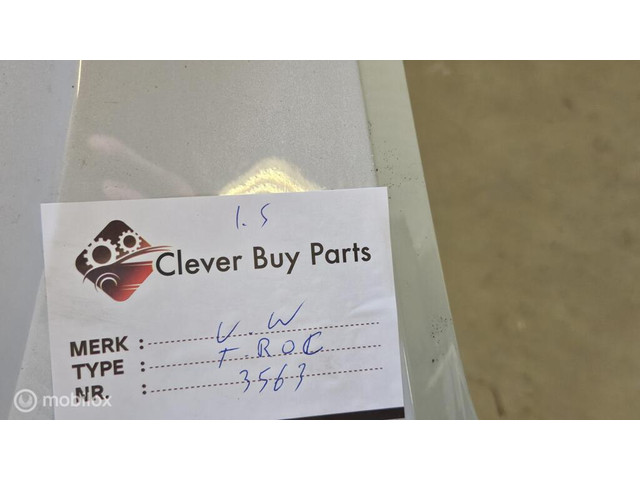 1.5
Clever Buy Parts
MERK : V.W
TYPE : T-ROC
NR. : 3563
mobilox